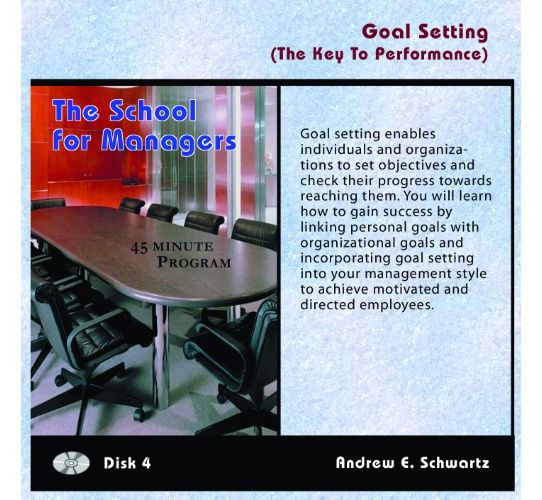 Goal Setting
(The Key To Performance)
The School
for Managers
45 MINUTE
PROGRAM
Goal setting enables
individuals and organiza-
tions to set objectives and
check their progress towards
reaching them. You will learn
how to gain success by
linking personal goals with
organizational goals and
incorporating goal setting
into your management style
to achieve motivated and
directed employees.
Disk 4
Andrew E. Schwartz